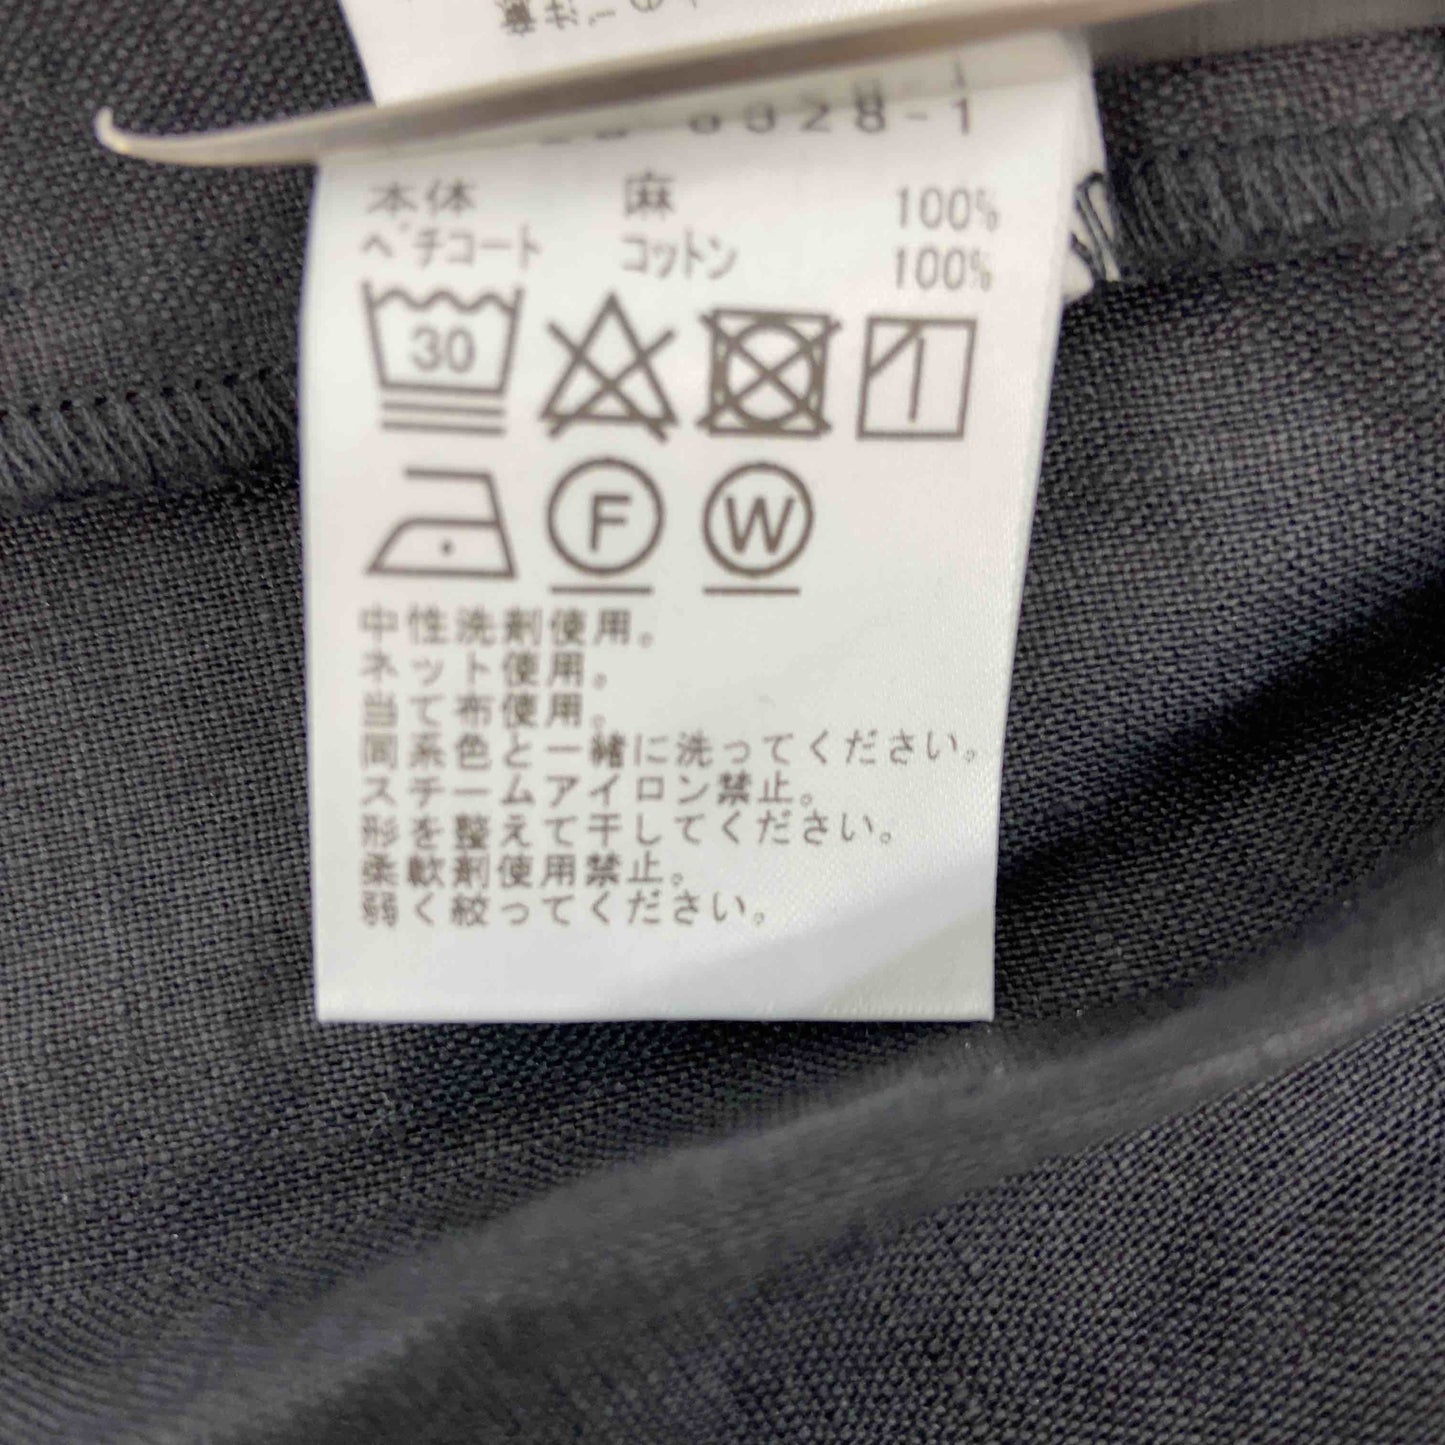 8928-1
本体 麻 100%
ペチコート コットン 100%
30
F W
中性洗剤使用。
ネット使用。
当て布使用。
同系色と一緒に洗ってください。
スチームアイロン禁止。
形を整えて干してください。
柔軟剤使用禁止。
弱く絞ってください。